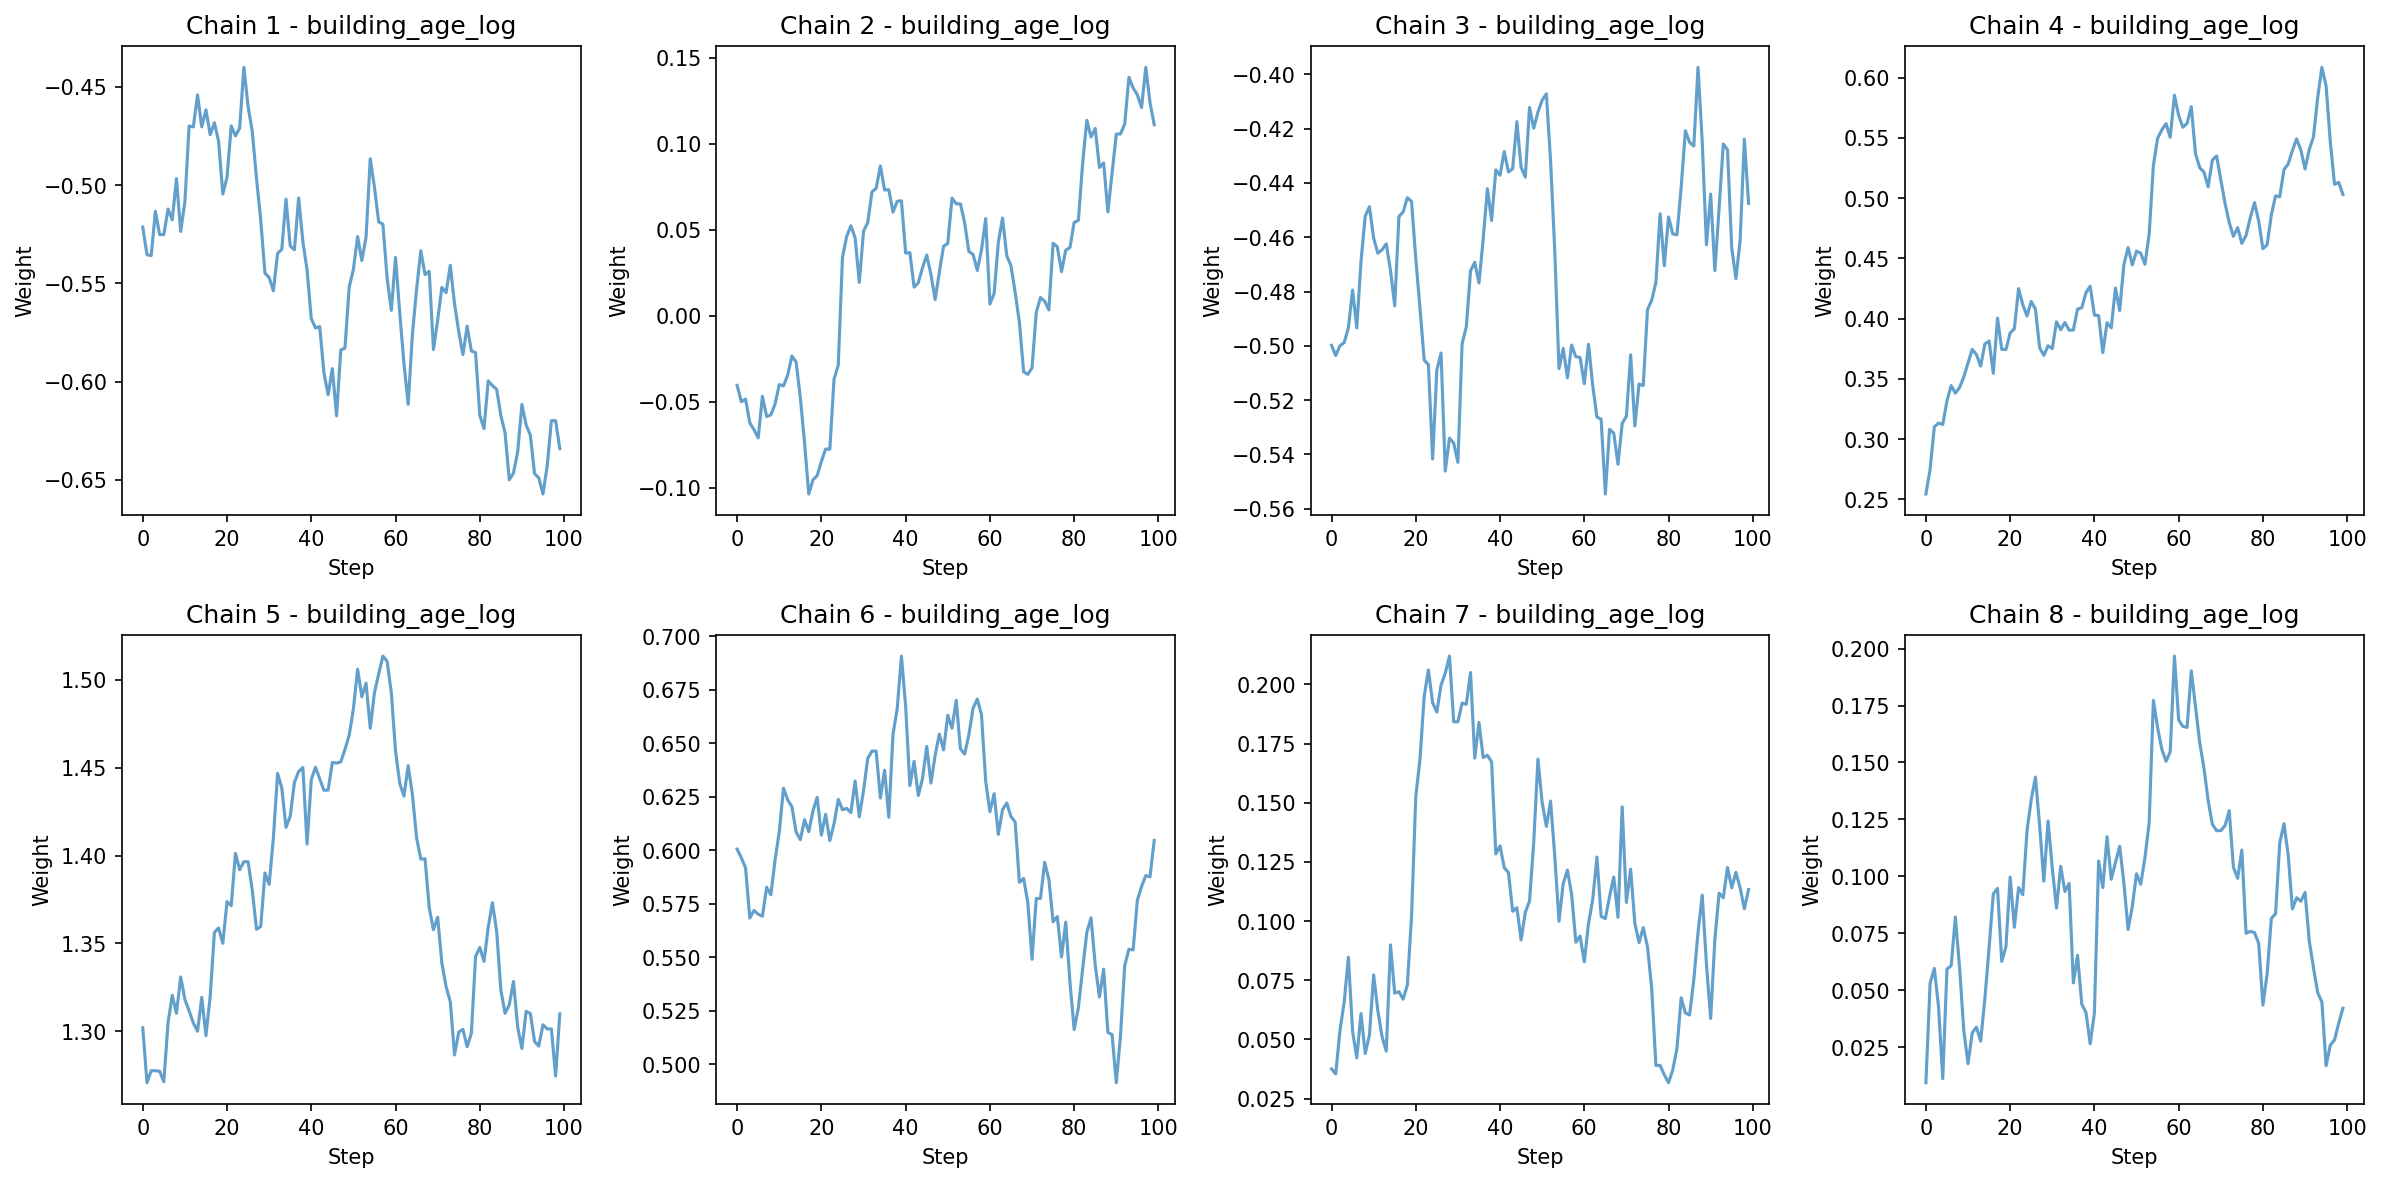 Chain 1 - building_age_log
Weight
−0.45
−0.50
−0.55
−0.60
−0.65
0 20 40 60 80 100
Step
Chain 2 - building_age_log
Weight
0.15
0.10
0.05
0.00
−0.05
−0.10
0 20 40 60 80 100
Step
Chain 3 - building_age_log
Weight
−0.40
−0.42
−0.44
−0.46
−0.48
−0.50
−0.52
−0.54
−0.56
0 20 40 60 80 100
Step
Chain 4 - building_age_log
Weight
0.60
0.55
0.50
0.45
0.40
0.35
0.30
0.25
0 20 40 60 80 100
Step
Chain 5 - building_age_log
Weight
1.50
1.45
1.40
1.35
1.30
0 20 40 60 80 100
Step
Chain 6 - building_age_log
Weight
0.700
0.675
0.650
0.625
0.600
0.575
0.550
0.525
0.500
0 20 40 60 80 100
Step
Chain 7 - building_age_log
Weight
0.200
0.175
0.150
0.125
0.100
0.075
0.050
0.025
0 20 40 60 80 100
Step
Chain 8 - building_age_log
Weight
0.200
0.175
0.150
0.125
0.100
0.075
0.050
0.025
0 20 40 60 80 100
Step